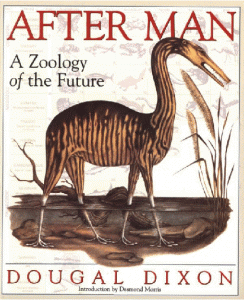 AFTER MAN
A Zoology
of the Future
DOUGAL DIXON
Introduction by Desmond Morris